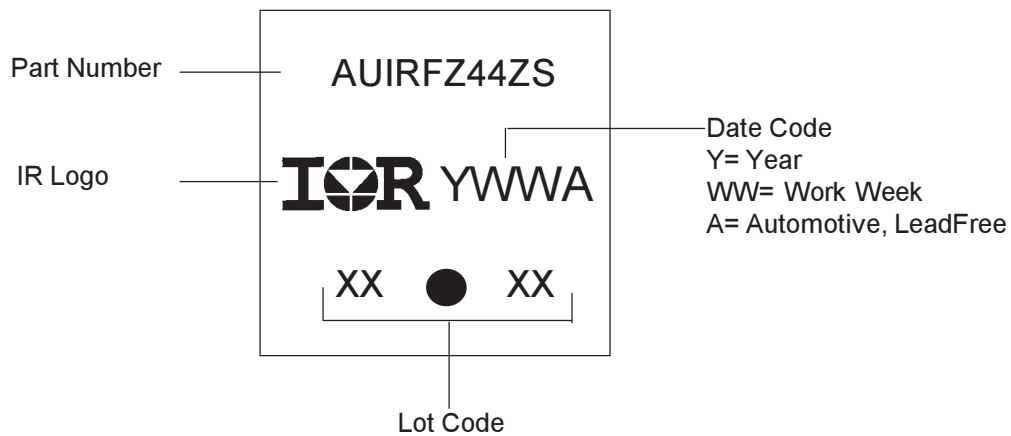 Part Number
AUIRFZ44ZS
IR Logo
IOR YWWA
Date Code
Y= Year
WW= Work Week
A= Automotive, LeadFree
XX XX
Lot Code